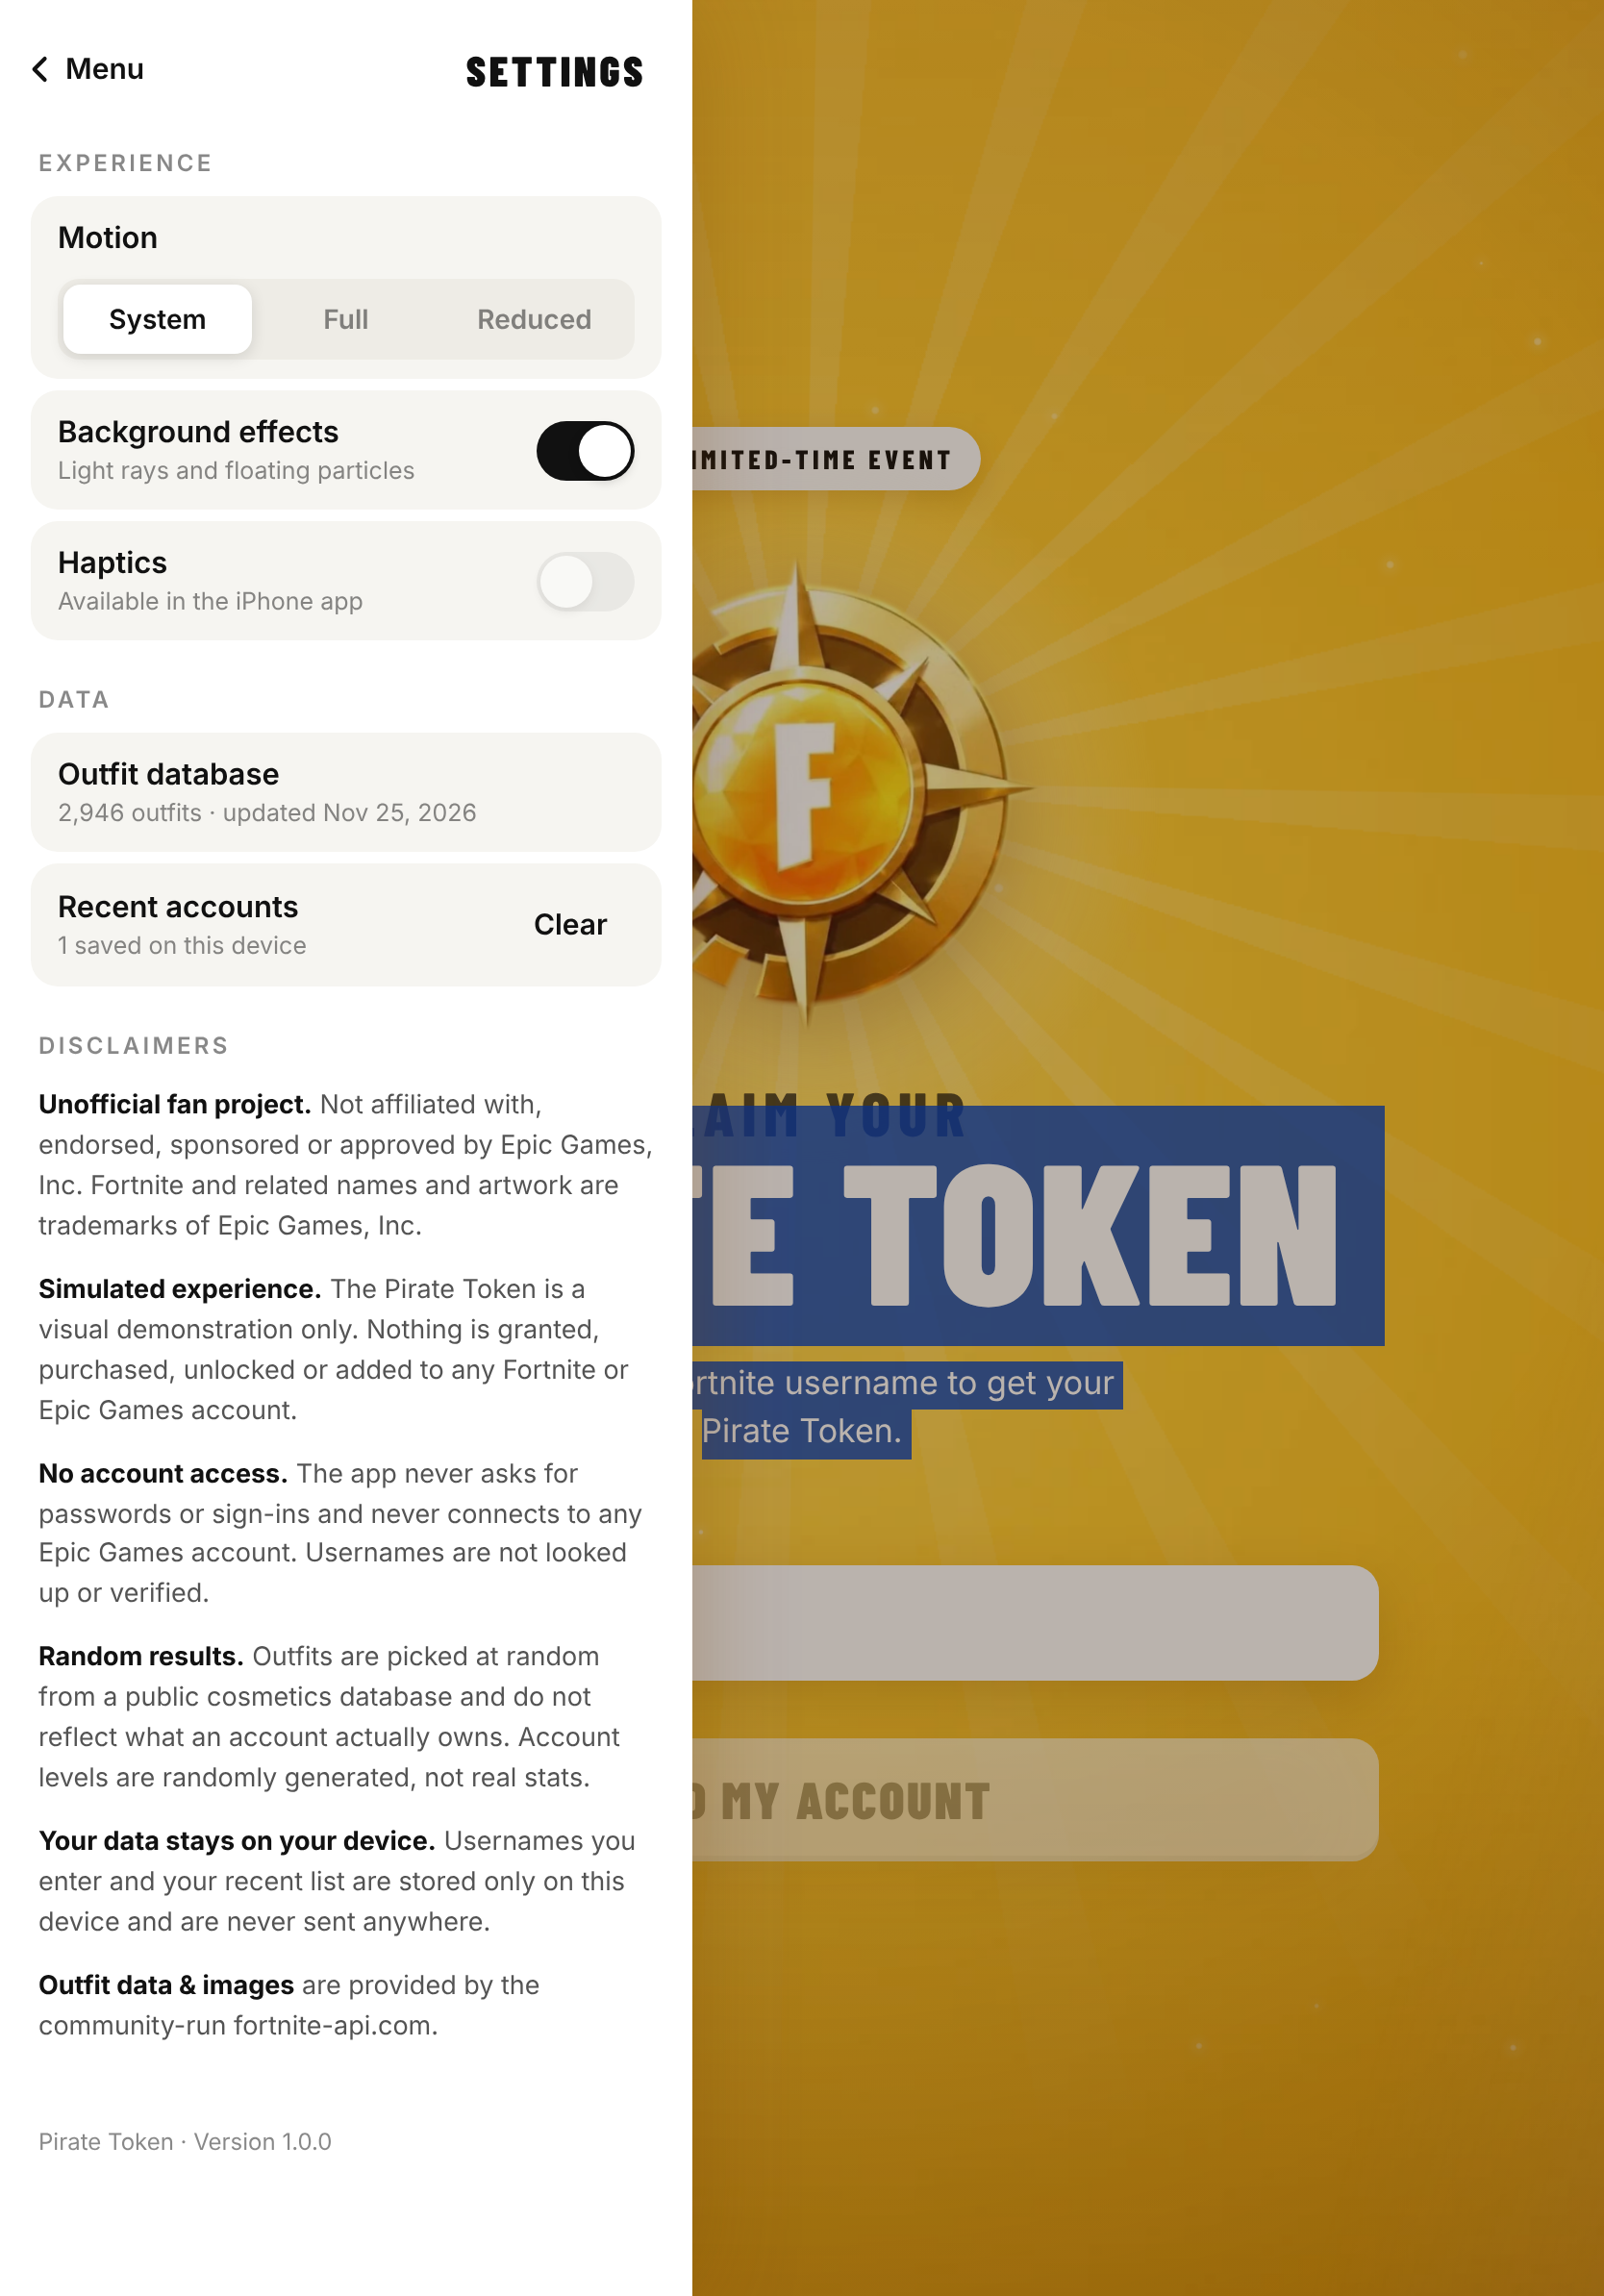 Menu
SETTINGS
EXPERIENCE
Motion
System Full Reduced
Background effects
Light rays and floating particles
Haptics
Available in the iPhone app
DATA
Outfit database
2,946 outfits · updated Nov 25, 2026
Recent accounts
1 saved on this device
Clear
DISCLAIMERS
Unofficial fan project. Not affiliated with,
endorsed, sponsored or approved by Epic Games,
Inc. Fortnite and related names and artwork are
trademarks of Epic Games, Inc.
Simulated experience. The Pirate Token is a
visual demonstration only. Nothing is granted,
purchased, unlocked or added to any Fortnite or
Epic Games account.
No account access. The app never asks for
passwords or sign-ins and never connects to any
Epic Games account. Usernames are not looked
up or verified.
Random results. Outfits are picked at random
from a public cosmetics database and do not
reflect what an account actually owns. Account
levels are randomly generated, not real stats.
Your data stays on your device. Usernames you
enter and your recent list are stored only on this
device and are never sent anywhere.
Outfit data & images are provided by the
community-run fortnite-api.com.
Pirate Token · Version 1.0.0
IMITED-TIME EVENT
F
AIM YOUR
TE TOKEN
ortnite username to get your
Pirate Token.
O MY ACCOUNT